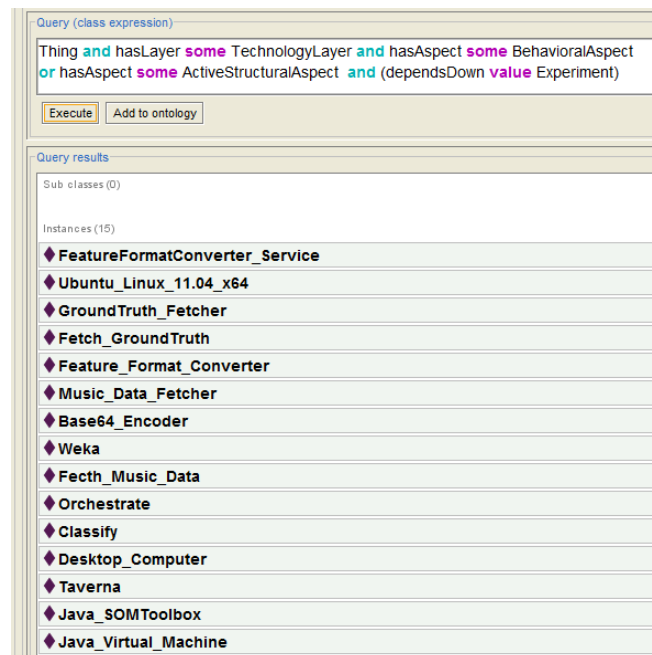 Query (class expression)
Thing and hasLayer some TechnologyLayer and hasAspect some BehavioralAspect
or hasAspect some ActiveStructuralAspect and (dependsDown value Experiment)
Execute Add to ontology
Query results
Sub classes (0)
Instances (15)
FeatureFormatConverter_Service
Ubuntu_Linux_11.04_x64
GroundTruth_Fetcher
Fetch_GroundTruth
Feature_Format_Converter
Music_Data_Fetcher
Base64_Encoder
Weka
Fecth_Music_Data
Orchestrate
Classify
Desktop_Computer
Taverna
Java_SOMToolbox
Java_Virtual_Machine